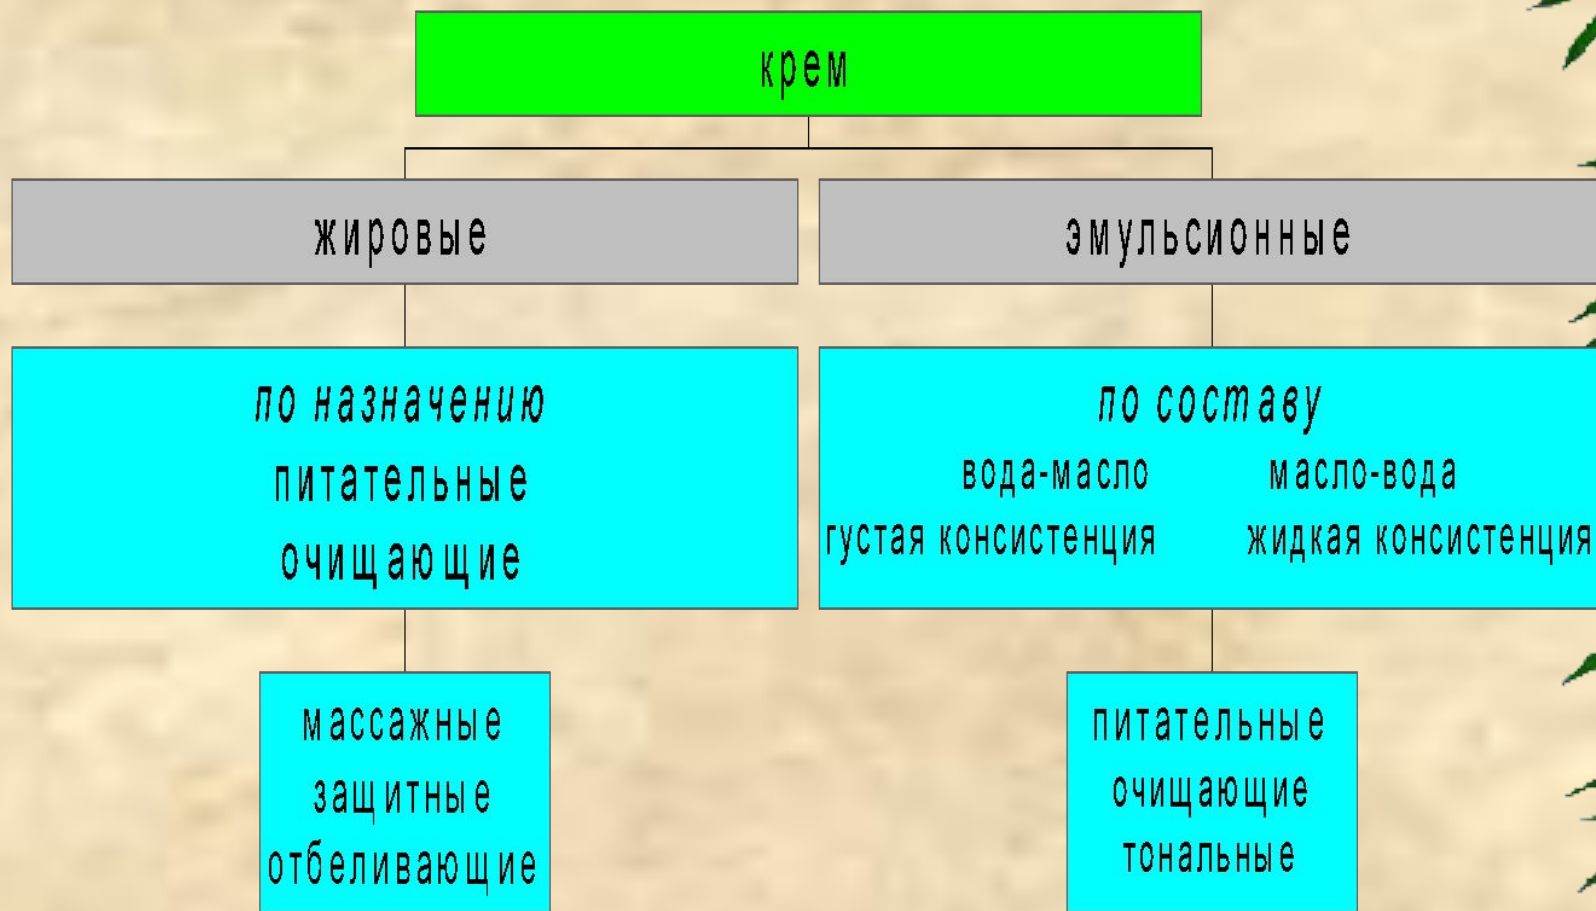 крем
жировые
эмульсионные
по назначению
питательные
очищающие
по составу
вода-масло масло-вода
густая консистенция жидкая консистенция
массажные
защитные
отбеливающие
питательные
очищающие
тональные